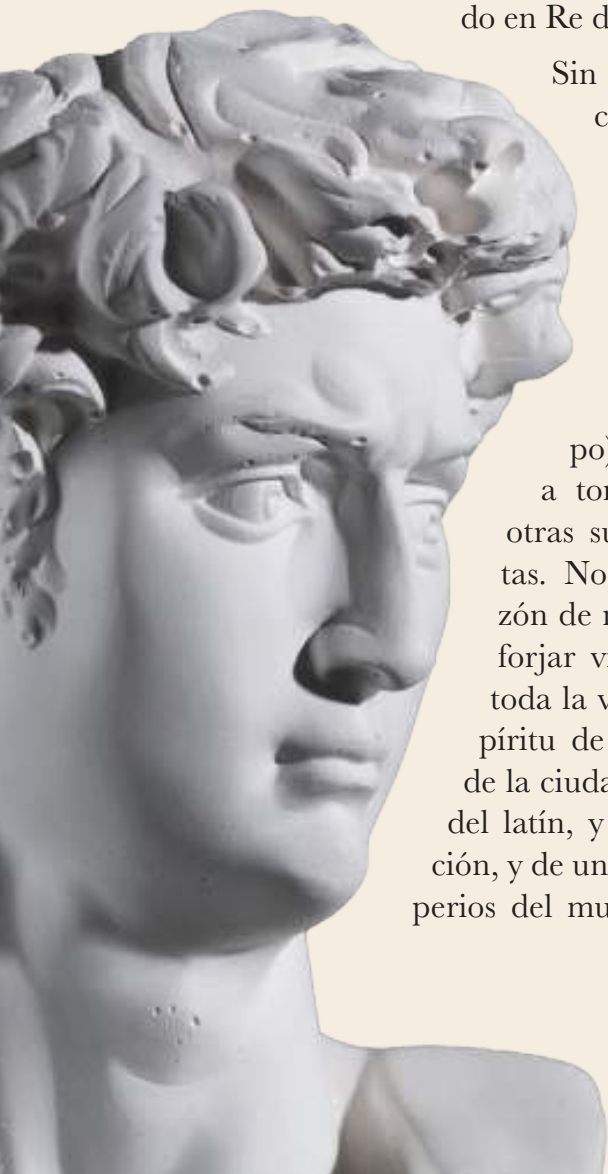 do en Re d
Sin
c
po)
a tor
otras su
tas. No
zón de r
forjar vi
toda la v
píritu de
de la ciuda
del latín, y
ción, y de un
perios del mu